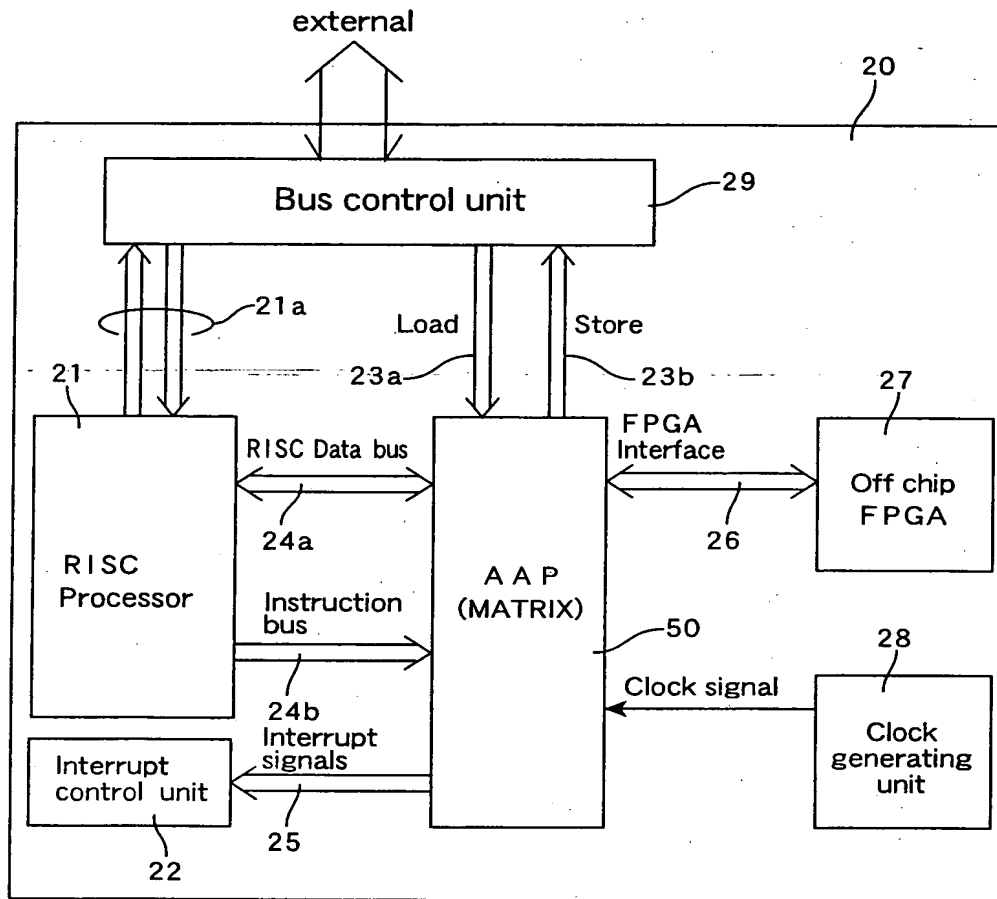 external
20
Bus control unit
29
21a
Load
Store
23a
23b
21
27
RISC Data bus
FPGA
Interface
Off chip
FPGA
24a
26
RISC
Processor
AAP
(MATRIX)
Instruction
bus
50
28
24b
Clock signal
Interrupt
signals
Clock
generating
unit
Interrupt
control unit
25
22